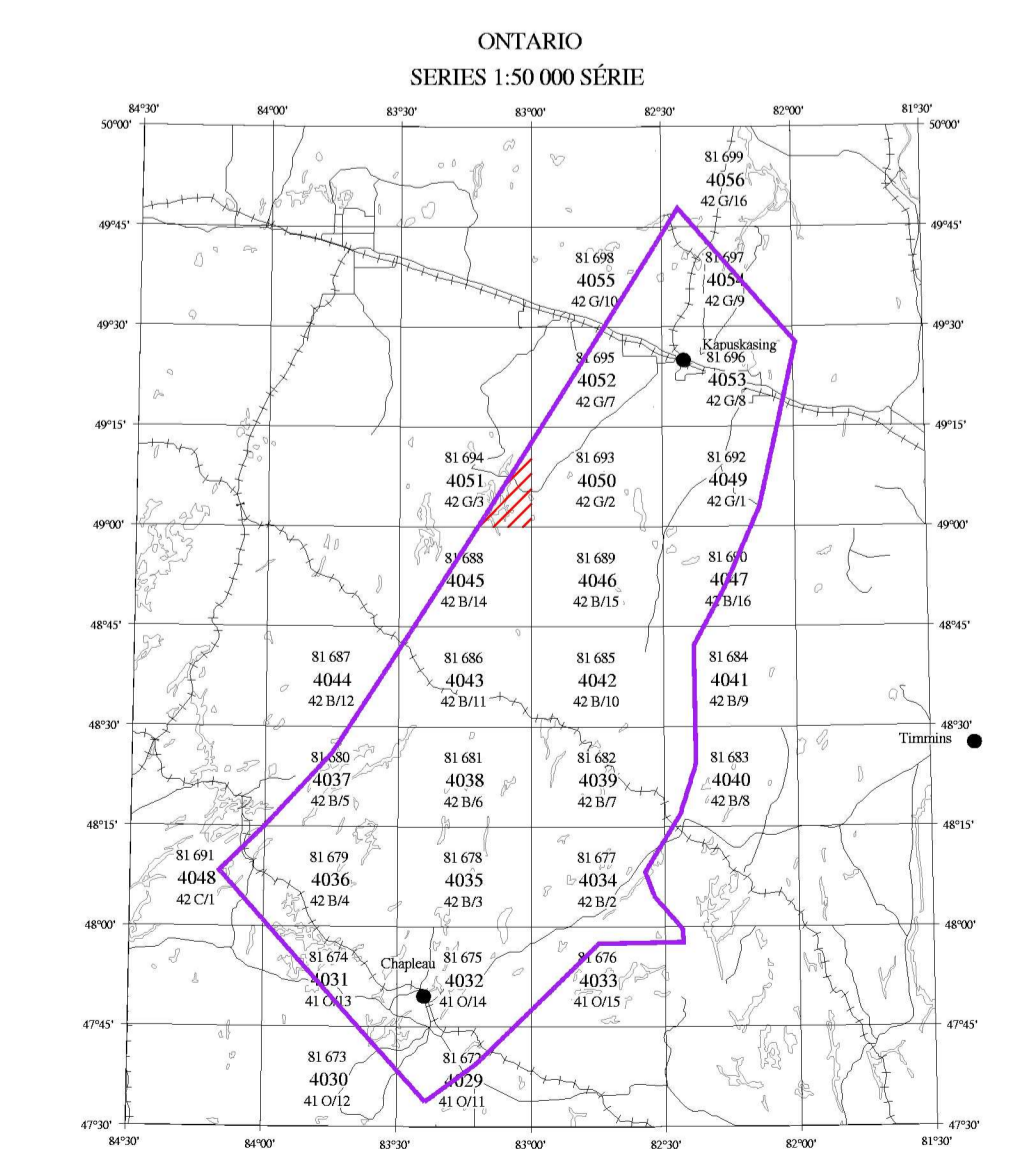 ONTARIO
SERIES 1:50 000 SÉRIE
84°30'
84°00'
83°30'
83°00'
82°30'
82°00'
81°30'
50°00'
50°00'
81 699
4056
42 G/16
49°45'
49°45'
81 698
4055
42 G/10
81 697
4054
42 G/9
49°30'
49°30'
Kapuskasing
81 695
4052
42 G/7
81 696
4053
42 G/8
49°15'
49°15'
81 694
4051
42 G/3
81 693
4050
42 G/2
81 692
4049
42 G/1
49°00'
49°00'
81 688
4045
42 B/14
81 689
4046
42 B/15
81 690
4047
42 B/16
48°45'
48°45'
81 687
4044
42 B/12
81 686
4043
42 B/11
81 685
4042
42 B/10
81 684
4041
42 B/9
48°30'
48°30'
Timmins
81 680
4037
42 B/5
81 681
4038
42 B/6
81 682
4039
42 B/7
81 683
4040
42 B/8
48°15'
48°15'
81 691
4048
42 C/1
81 679
4036
42 B/4
81 678
4035
42 B/3
81 677
4034
42 B/2
48°00'
48°00'
81 674
4031
41 O/13
Chapleau
81 675
4032
41 O/14
81 676
4033
41 O/15
47°45'
47°45'
81 673
4030
41 O/12
81 672
4029
41 O/11
47°30'
47°30'
84°30'
84°00'
83°30'
83°00'
82°30'
82°00'
81°30'